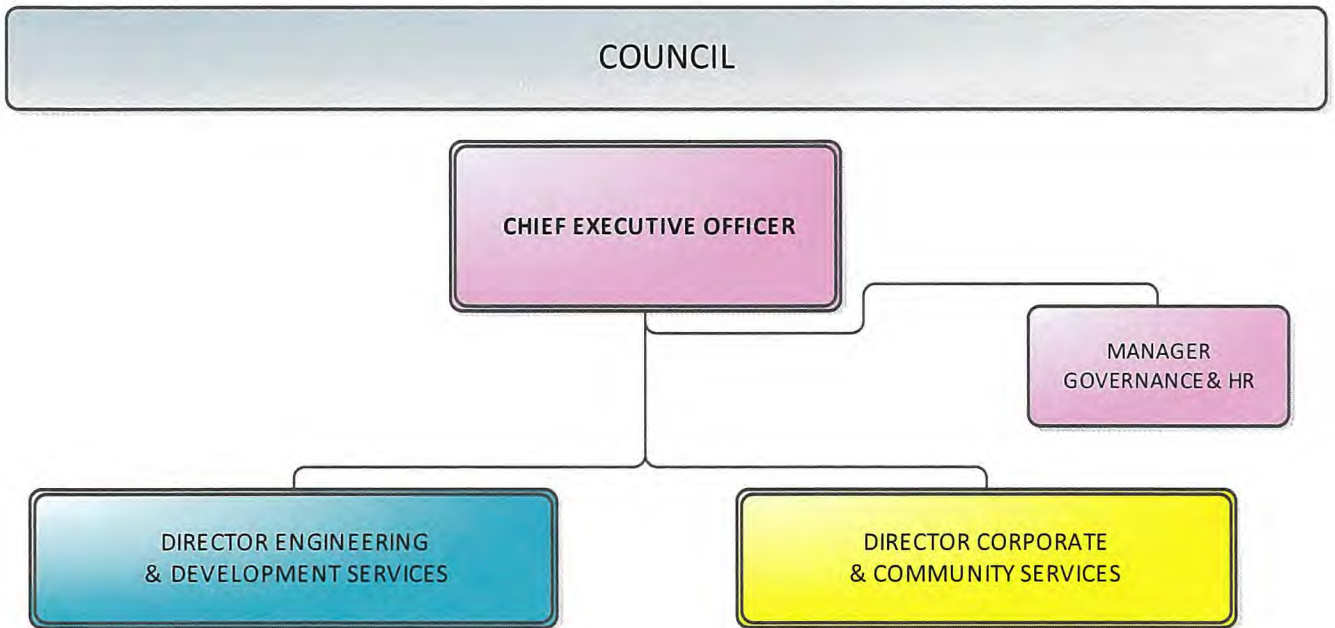 COUNCIL
CHIEF EXECUTIVE OFFICER
MANAGER
GOVERNANCE & HR
DIRECTOR ENGINEERING
& DEVELOPMENT SERVICES
DIRECTOR CORPORATE
& COMMUNITY SERVICES